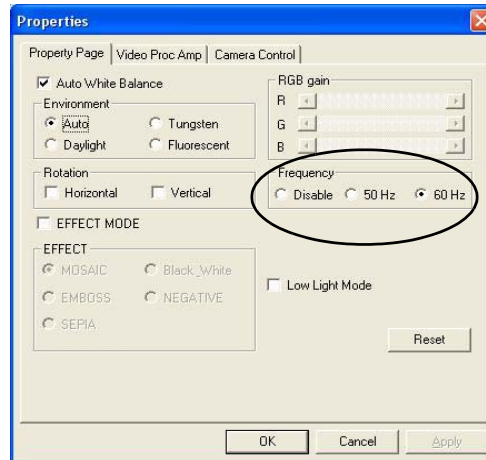 Properties
Property Page Video Proc Amp Camera Control
Auto White Balance
Environment
Auto Tungsten
Daylight Fluorescent
RGB gain
R
G
B
Rotation
Horizontal Vertical
Frequency
Disable 50 Hz 60 Hz
EFFECT MODE
EFFECT
MOSAIC Black_White
EMBOSS NEGATIVE
SEPIA
Low Light Mode
Reset
OK Cancel Apply